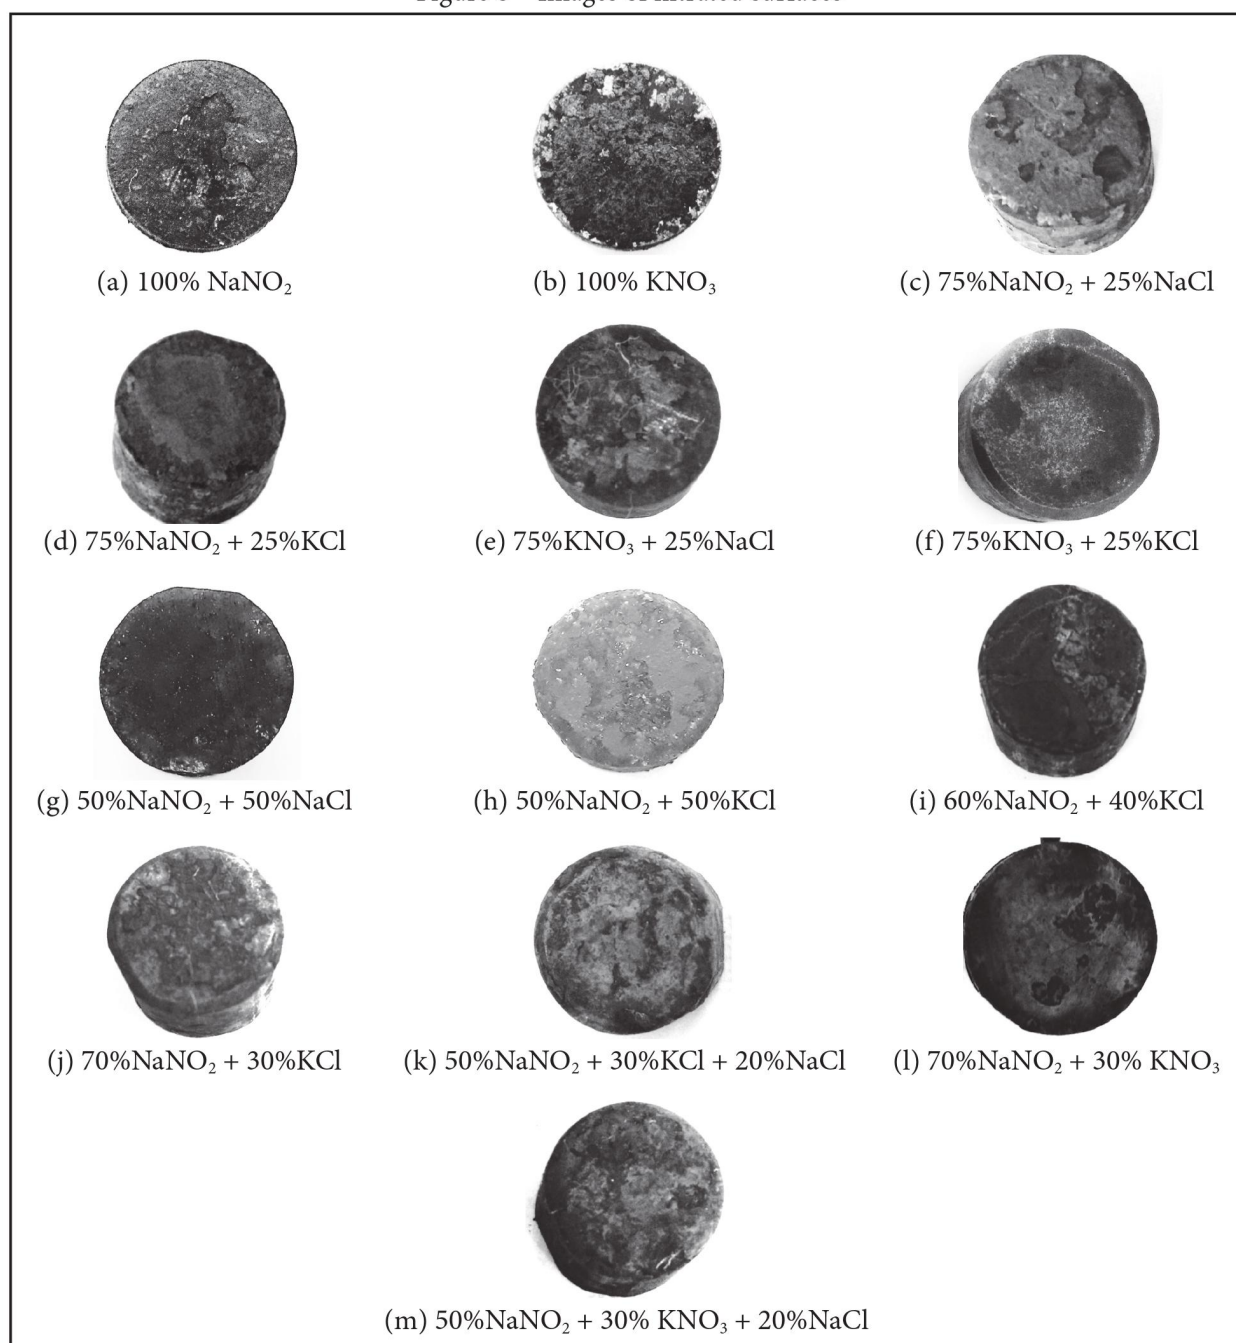 (a) 100% NaNO₂
(b) 100% KNO₃
(c) 75%NaNO₂ + 25%NaCl
(d) 75%NaNO₂ + 25%KCl
(e) 75%KNO₃ + 25%NaCl
(f) 75%KNO₃ + 25%KCl
(g) 50%NaNO₂ + 50%NaCl
(h) 50%NaNO₂ + 50%KCl
(i) 60%NaNO₂ + 40%KCl
(j) 70%NaNO₂ + 30%KCl
(k) 50%NaNO₂ + 30%KCl + 20%NaCl
(l) 70%NaNO₂ + 30% KNO₃
(m) 50%NaNO₂ + 30% KNO₃ + 20%NaCl